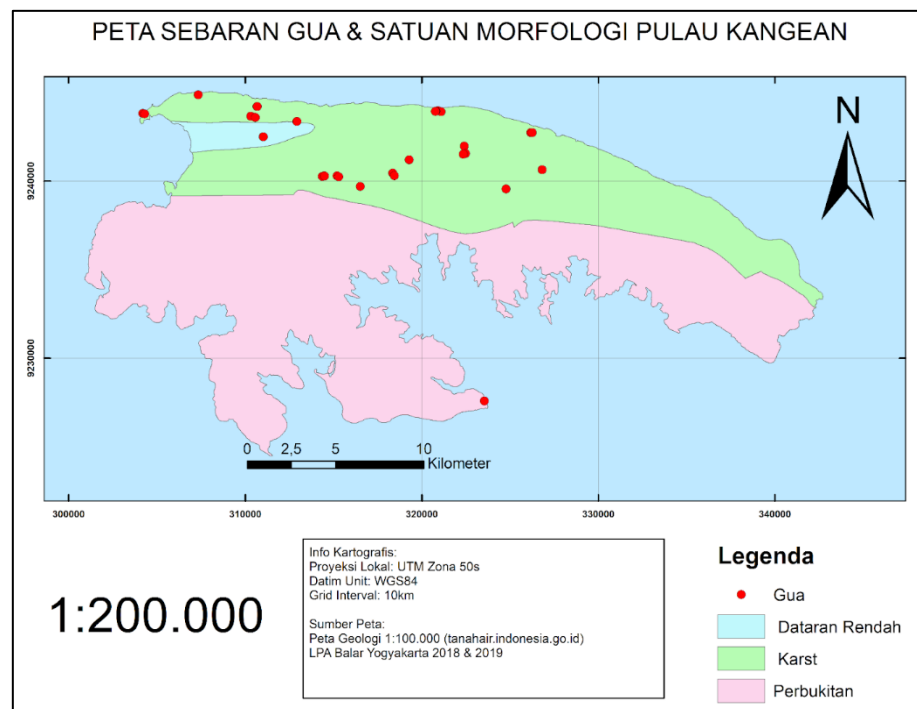 PETA SEBARAN GUA & SATUAN MORFOLOGI PULAU KANGEAN
N
9240000
9230000
0 2,5 5 10
Kilometer
300000 310000 320000 330000 340000
1:200.000
Info Kartografis:
Proyeksi Lokal: UTM Zona 50s
Datim Unit: WGS84
Grid Interval: 10km
Sumber Peta:
Peta Geologi 1:100.000 (tanahair.indonesia.go.id)
LPA Balar Yogyakarta 2018 & 2019
Legenda
Gua
Dataran Rendah
Karst
Perbukitan